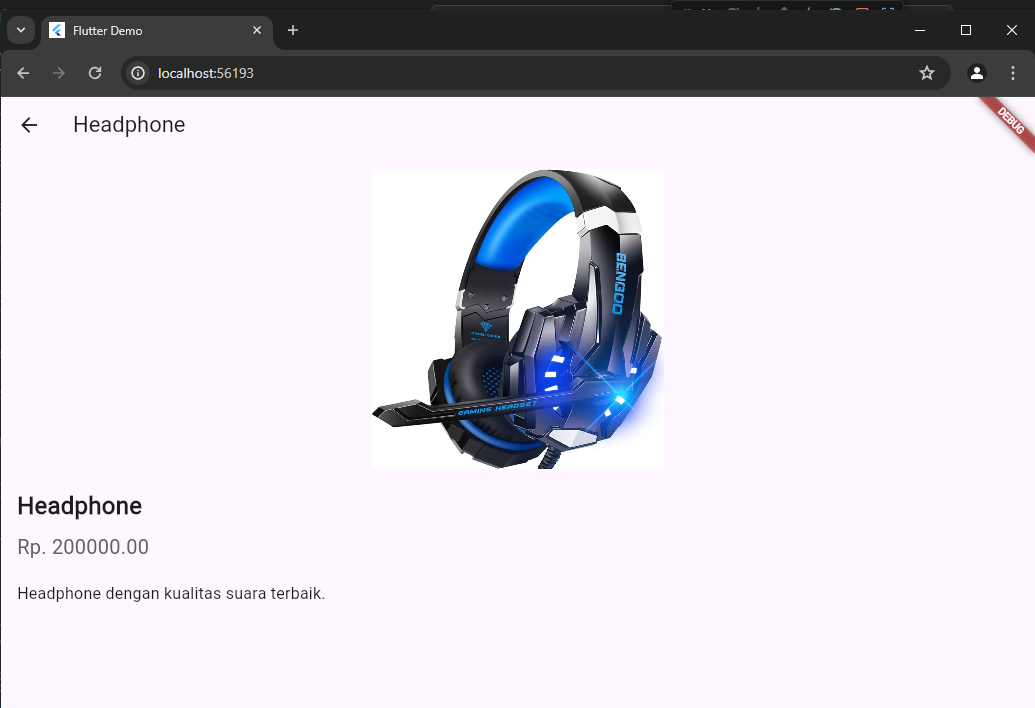 Flutter Demo
localhost:56193
Headphone
DEBUG
BENGOO
GAMING HEADSET
Headphone
Rp. 200000.00
Headphone dengan kualitas suara terbaik.